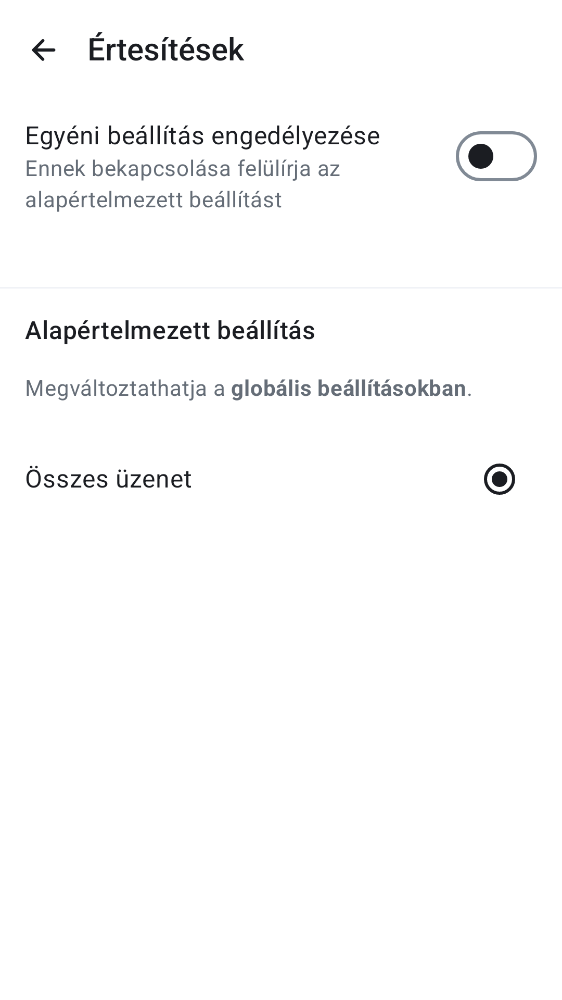 Értesítések
Egyéni beállítás engedélyezése
Ennek bekapcsolása felülírja az
alapértelmezett beállítást
Alapértelmezett beállítás
Megváltoztathatja a globális beállításokban.
Összes üzenet